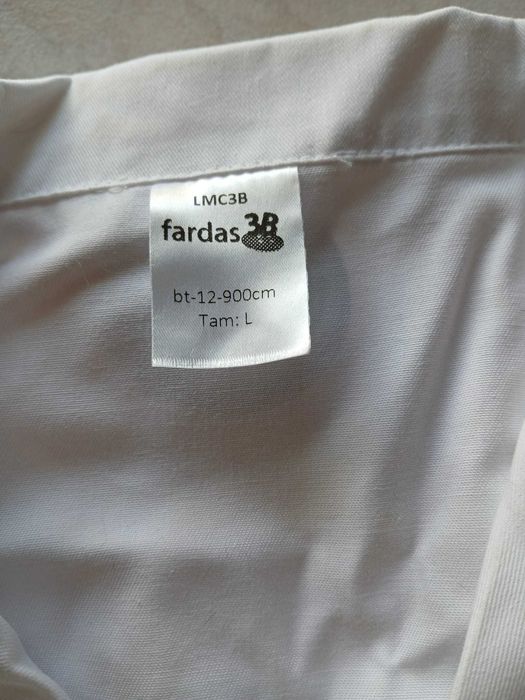 LMC3B
fardas3B
bt-12-900cm
Tam: L